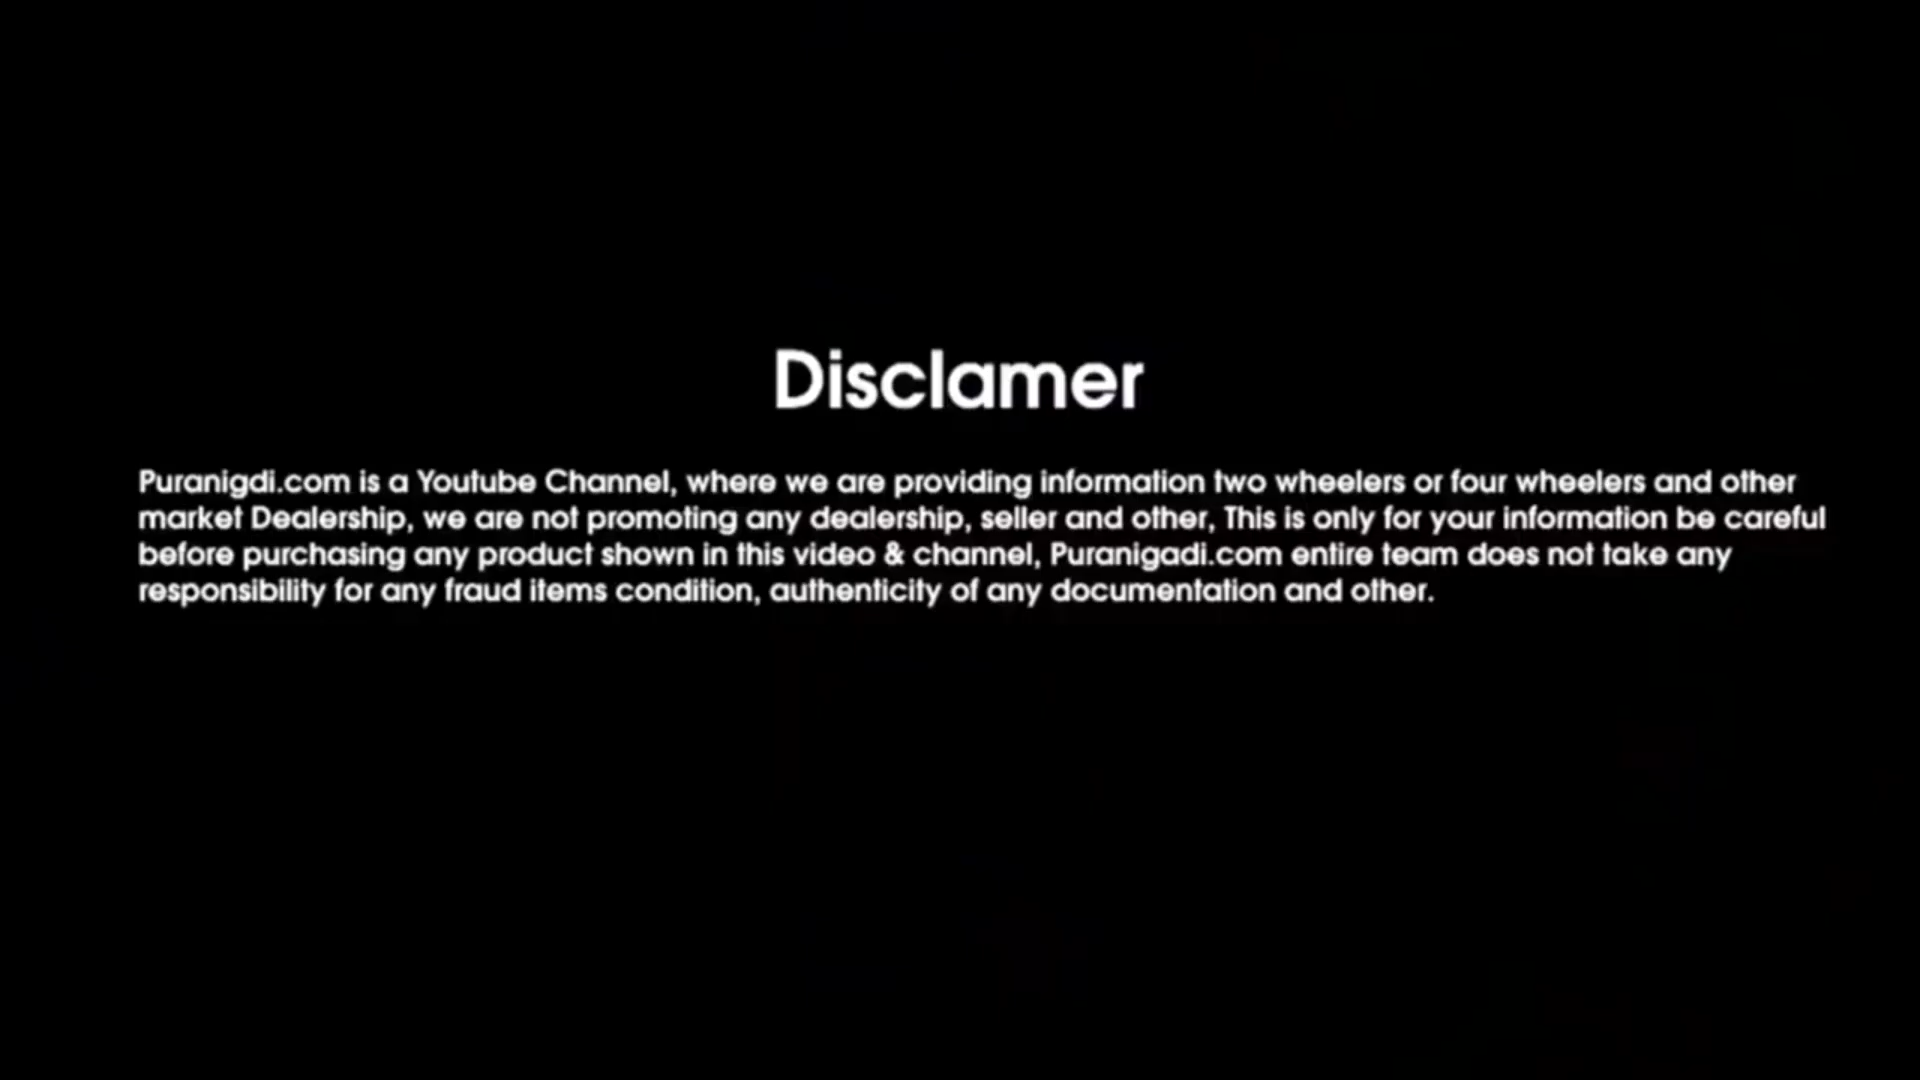 Disclamer
Puranigdi.com is a Youtube Channel, where we are providing information two wheelers or four wheelers and other
market Dealership, we are not promoting any dealership, seller and other, This is only for your information be careful
before purchasing any product shown in this video & channel, Puranigadi.com entire team does not take any
responsibility for any fraud items condition, authenticity of any documentation and other.